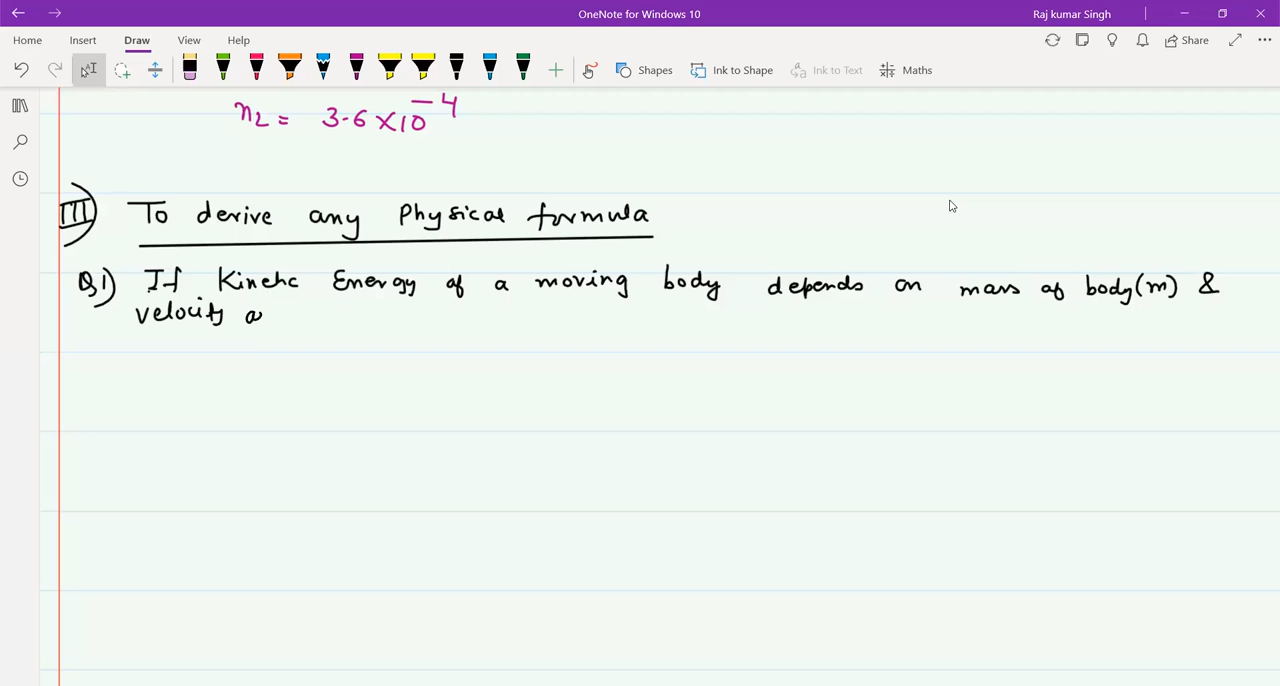 OneNote for Windows 10
Raj kumar Singh
Home Insert Draw View Help
Share
Shapes Ink to Shape Ink to Text Maths
n2 = 3.6 × 10^-4
III) To derive any Physical formula
Q1) If Kinetic Energy of a moving body depends on mass of body (m) &
velocity o